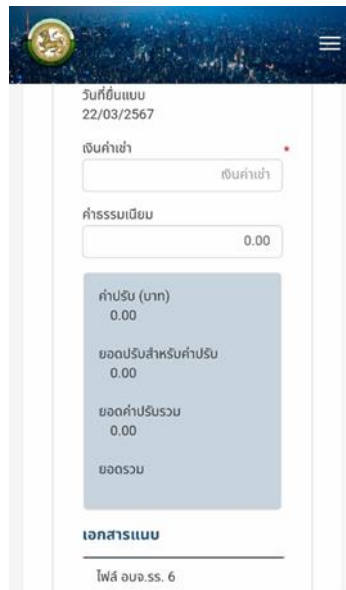 วันที่ยื่นแบบ
22/03/2567
เงินค่าเช่า *
เงินค่าเช่า
ค่าธรรมเนียม
0.00
ค่าปรับ (บาท)
0.00
ยอดปรับสำหรับค่าปรับ
0.00
ยอดค่าปรับรวม
0.00
ยอดรวม
เอกสารแนบ
ไฟล์ อบจ.รร. 6